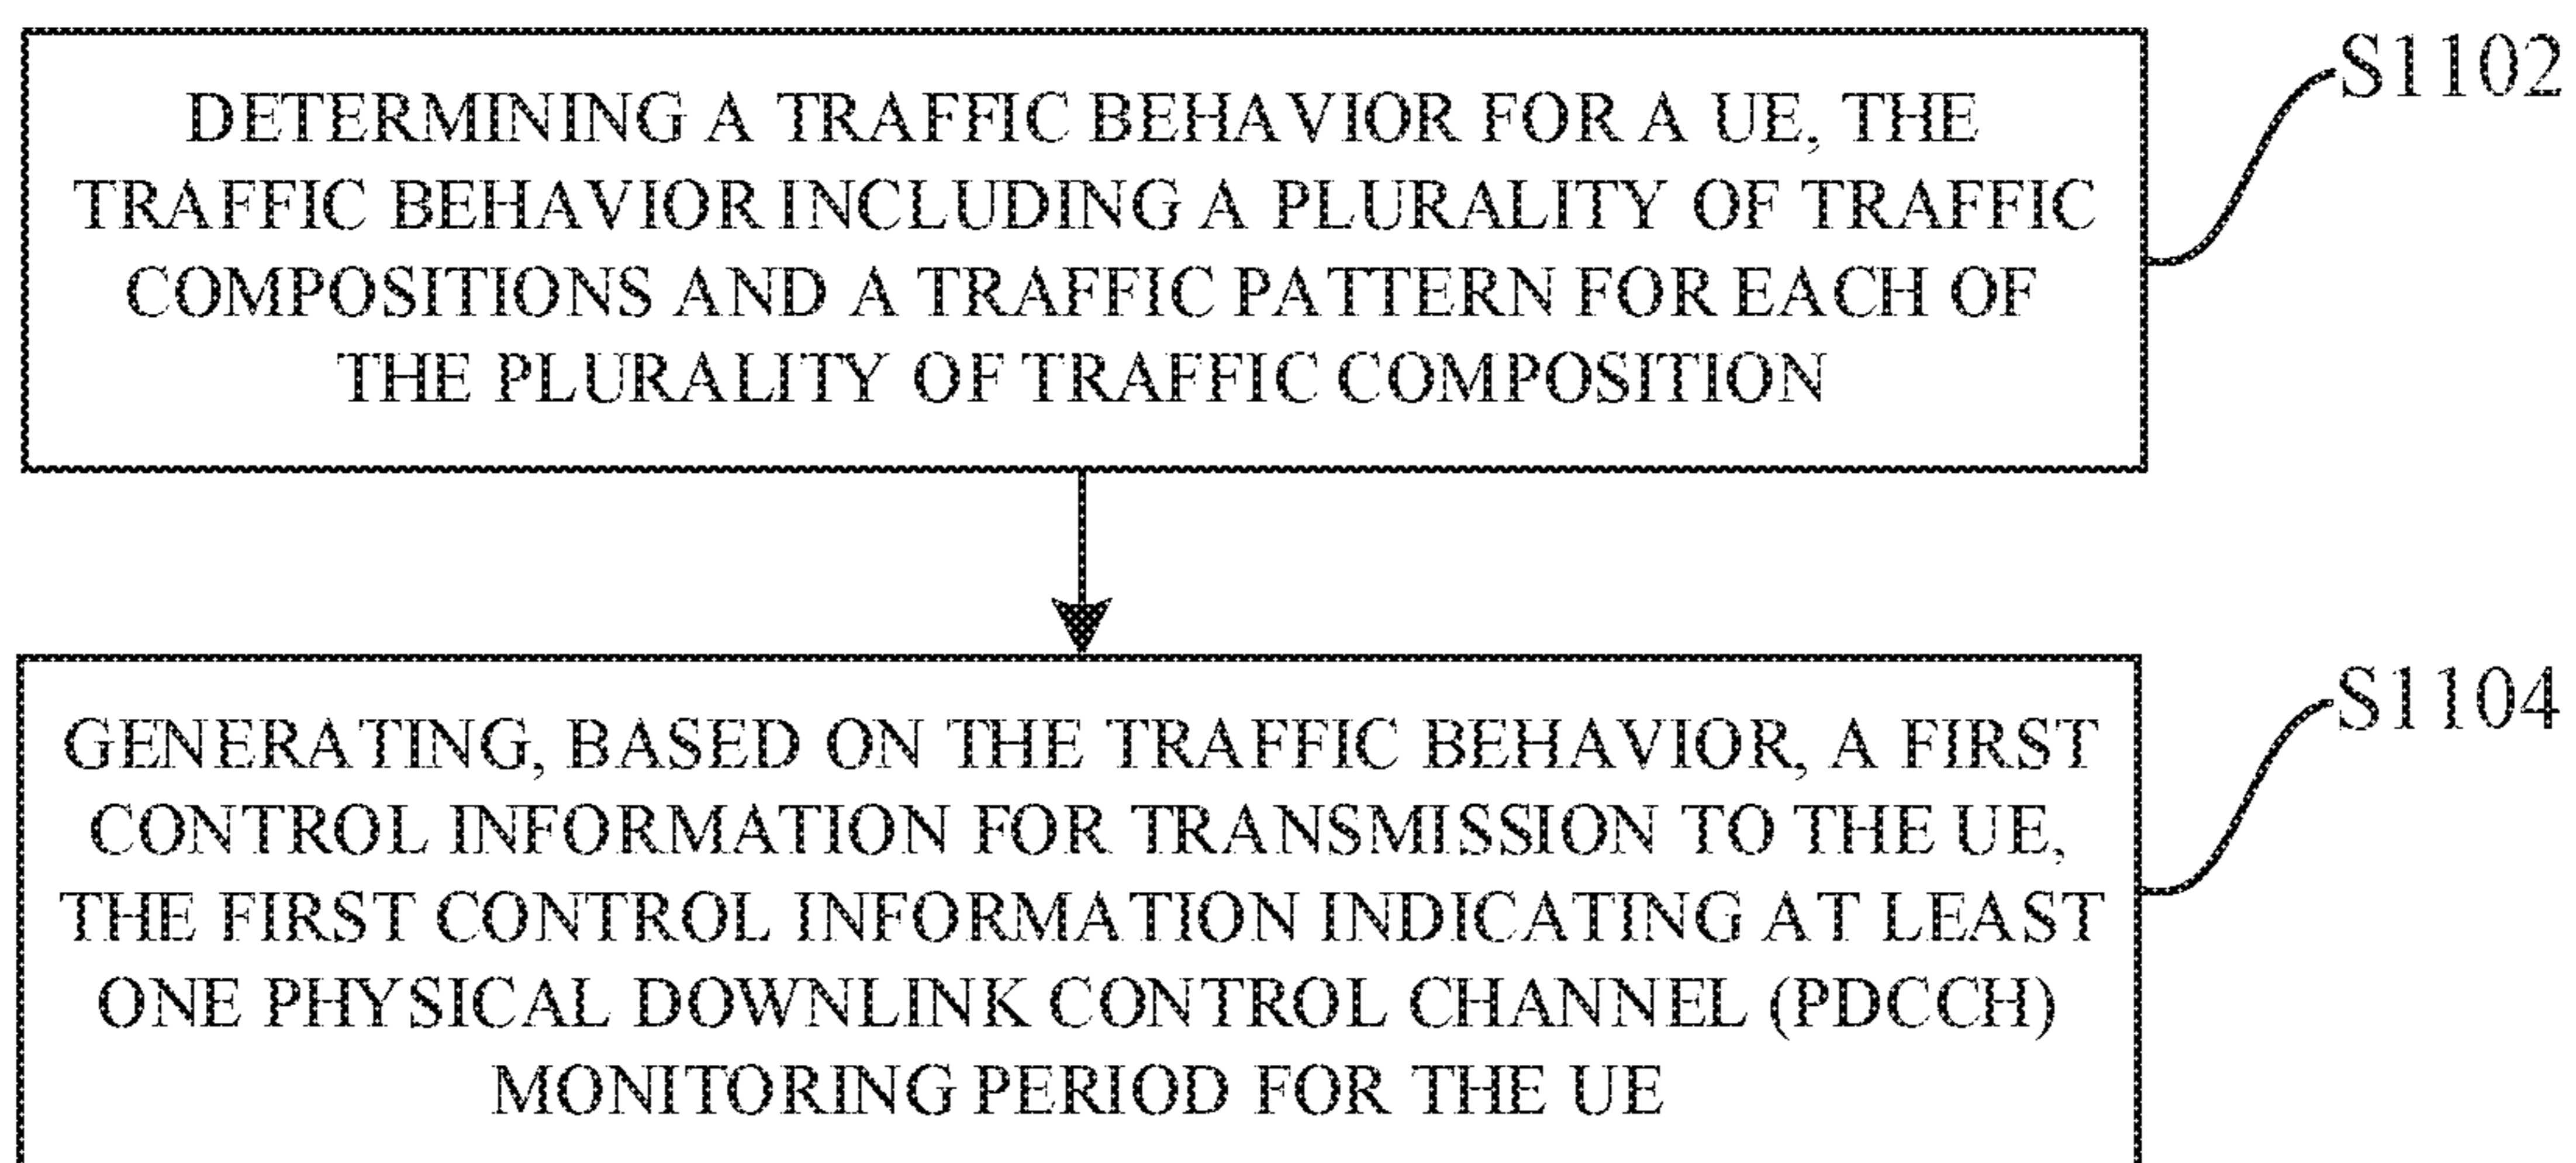 DETERMINING A TRAFFIC BEHAVIOR FOR A UE, THE
TRAFFIC BEHAVIOR INCLUDING A PLURALITY OF TRAFFIC
COMPOSITIONS AND A TRAFFIC PATTERN FOR EACH OF
THE PLURALITY OF TRAFFIC COMPOSITION
S1102
GENERATING, BASED ON THE TRAFFIC BEHAVIOR, A FIRST
CONTROL INFORMATION FOR TRANSMISSION TO THE UE,
THE FIRST CONTROL INFORMATION INDICATING AT LEAST
ONE PHYSICAL DOWNLINK CONTROL CHANNEL (PDCCH)
MONITORING PERIOD FOR THE UE
S1104